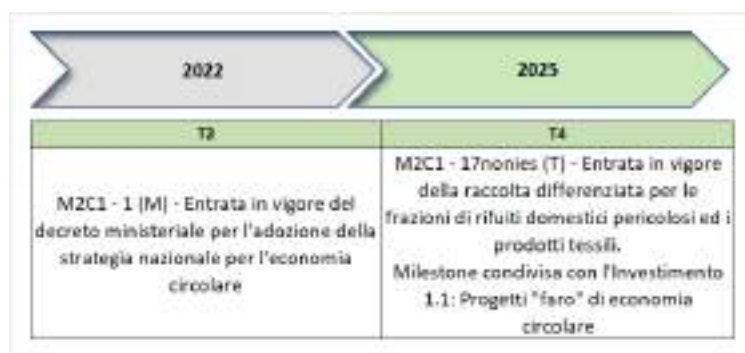 2022
2025
T3
T4
M2C1 - 1 (M) - Entrata in vigore del
decreto ministeriale per l'adozione della
strategia nazionale per l'economia
circolare
M2C1 - 17nonies (T) - Entrata in vigore
della raccolta differenziata per le
frazioni di rifiuti domestici pericolosi ed i
prodotti tessili.
Milestone condivisa con l'Investimento
1.1: Progetti "faro" di economia
circolare